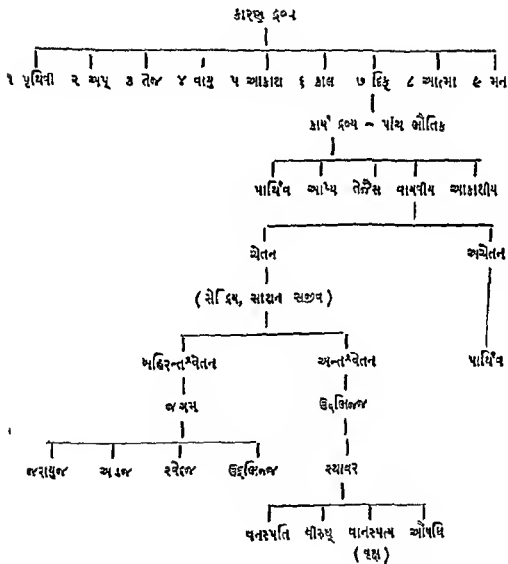 કારણ દ્રવ્ય
૧ પૃથિવી ૨ અપ્ ૩ તેજ ૪ વાયુ ૫ આકાશ ૬ કાલ ૭ દિક્ ૮ આત્મા ૯ મન
કાર્ય દ્રવ્ય - પાંચ ભૌતિક
પાર્થિવ આપ્ય તૈજસ વાયવીય આકાશીય
ચેતન અચેતન
(સેંદ્રિય, સાશન સજીવ)
બહિરન્તશ્ચેતન અન્તશ્ચેતન પાર્થિવ
જગમ ઉદ્ભિજ્જ
જરાયુજ અંડજ સ્વેદજ ઉદ્ભિજ્જ સ્થાવર
વનસ્પતિ વીરુધ્ વાનસ્પત્ય ઔષધિ
(વૃક્ષ)